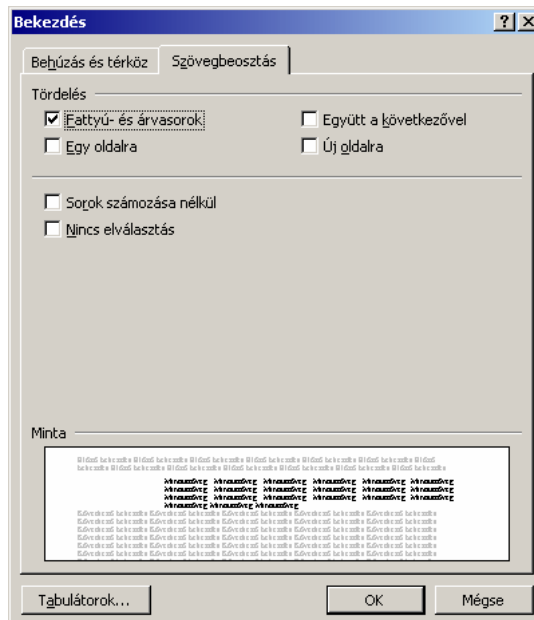 Bekezdés
Behúzás és térköz
Szövegbeosztás
Tördelés
Fattyú- és árvasorok
Együtt a következővel
Egy oldalra
Új oldalra
Sorok számozása nélkül
Nincs elválasztás
Minta
Tabulátorok...
OK
Mégse